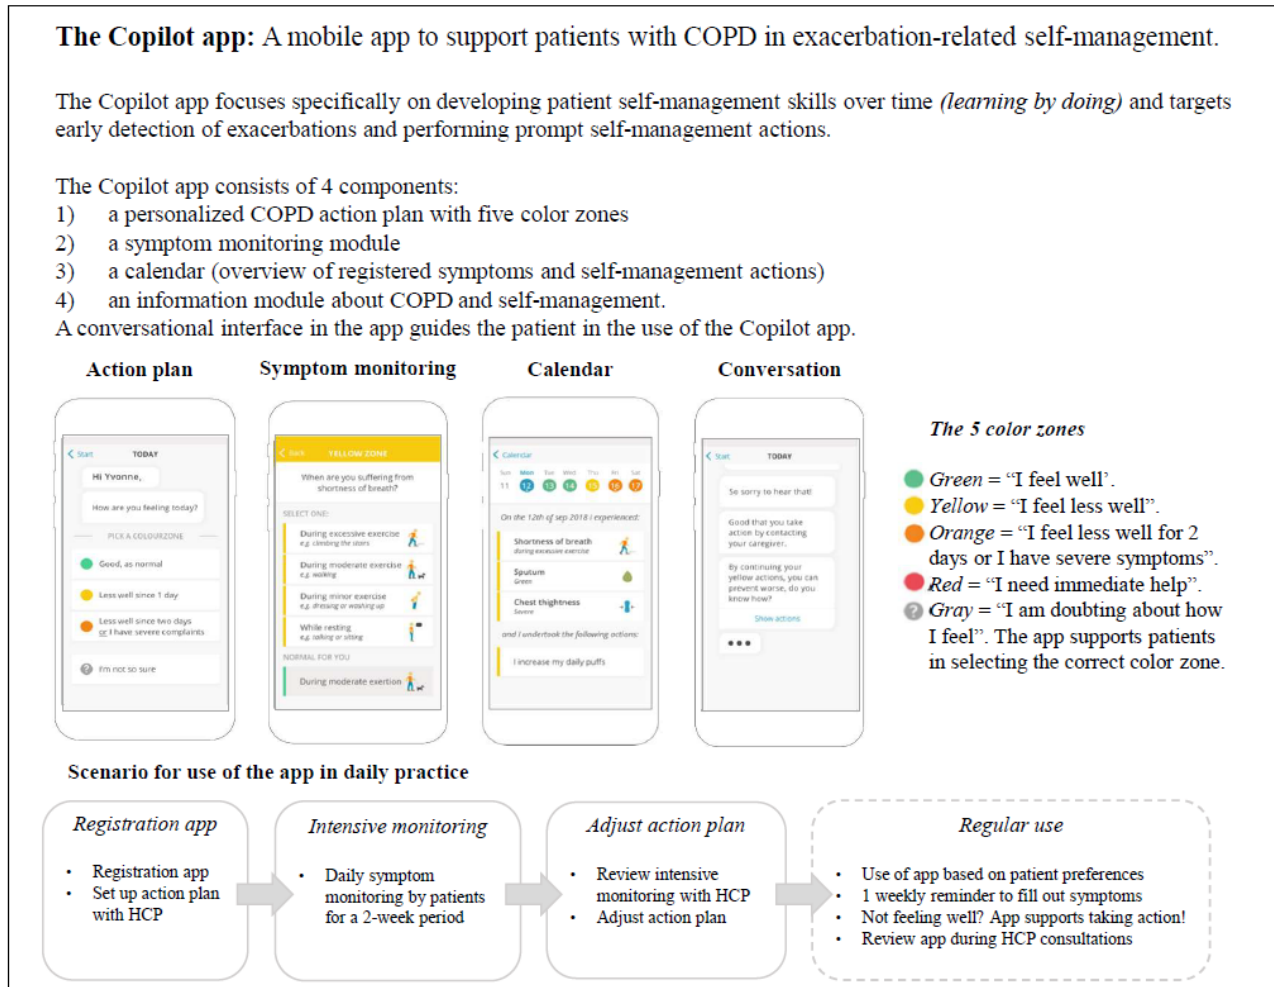 The Copilot app: A mobile app to support patients with COPD in exacerbation-related self-management.
The Copilot app focuses specifically on developing patient self-management skills over time (learning by doing) and targets
early detection of exacerbations and performing prompt self-management actions.
The Copilot app consists of 4 components:
1) a personalized COPD action plan with five color zones
2) a symptom monitoring module
3) a calendar (overview of registered symptoms and self-management actions)
4) an information module about COPD and self-management.
A conversational interface in the app guides the patient in the use of the Copilot app.
Action plan
Start TODAY
Hi Yvonne,
How are you feeling today?
PICK A COLOURZONE
Good, as normal
Less well since 1 day
Less well since two days
or I have severe complaints
?
I'm not so sure
Symptom monitoring
Back YELLOW ZONE
When are you suffering from
shortness of breath?
SELECT ONE:
During excessive exercise
e.g. climbing the stairs
During moderate exercise
e.g. walking
During minor exercise
e.g. dressing or washing up
While resting
e.g. talking or sitting
NORMAL FOR YOU
During moderate exertion
Calendar
Calendar
Sun Mon Tue Wed Thu Fri Sat
11 12 13 14 15 16 17
On the 12th of sep 2018 i experienced:
Shortness of breath
during excessive exercise
Sputum
Green
Chest thightness
Severe
and I undertook the following actions:
I increase my daily puffs
Conversation
Start TODAY
So sorry to hear that!
Good that you take
action by contacting
your caregiver.
By continuing your
yellow actions, you can
prevent worse, do you
know how?
Show actions
The 5 color zones
Green = “I feel well’.
Yellow = “I feel less well”.
Orange = “I feel less well for 2
days or I have severe symptoms”.
Red = “I need immediate help”.
? Gray = “I am doubting about how
I feel”. The app supports patients
in selecting the correct color zone.
Scenario for use of the app in daily practice
Registration app
• Registration app
• Set up action plan
with HCP
Intensive monitoring
• Daily symptom
monitoring by patients
for a 2-week period
Adjust action plan
• Review intensive
monitoring with HCP
• Adjust action plan
Regular use
• Use of app based on patient preferences
• 1 weekly reminder to fill out symptoms
• Not feeling well? App supports taking action!
• Review app during HCP consultations